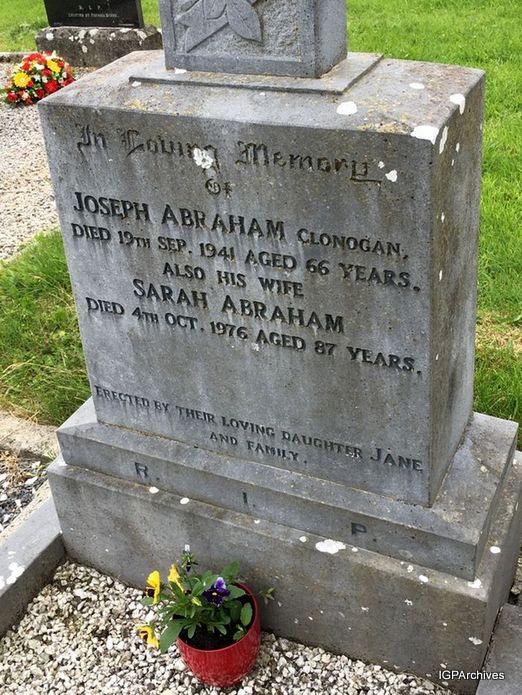 R.I.P.
In Loving Memory
Of
JOSEPH ABRAHAM CLONOGAN.
DIED 19TH SEP. 1941 AGED 66 YEARS.
ALSO HIS WIFE
SARAH ABRAHAM
DIED 4TH OCT. 1976 AGED 87 YEARS.
ERECTED BY THEIR LOVING DAUGHTER JANE
AND FAMILY.
R. I. P.
IGPArchives